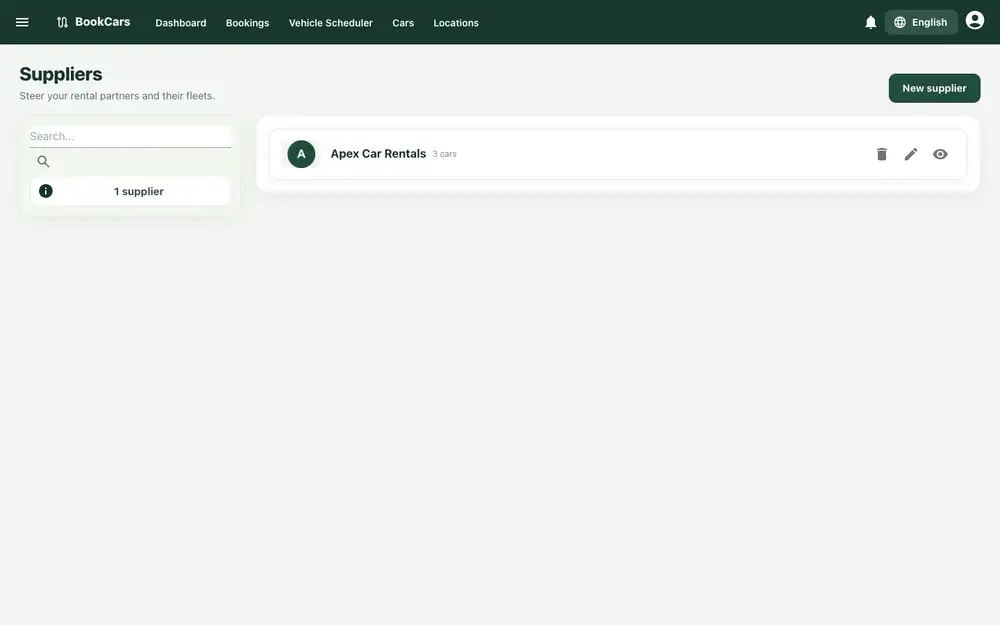 BookCars Dashboard Bookings Vehicle Scheduler Cars Locations English
Suppliers
Steer your rental partners and their fleets.
New supplier
Search...
1 supplier
A Apex Car Rentals 3 cars